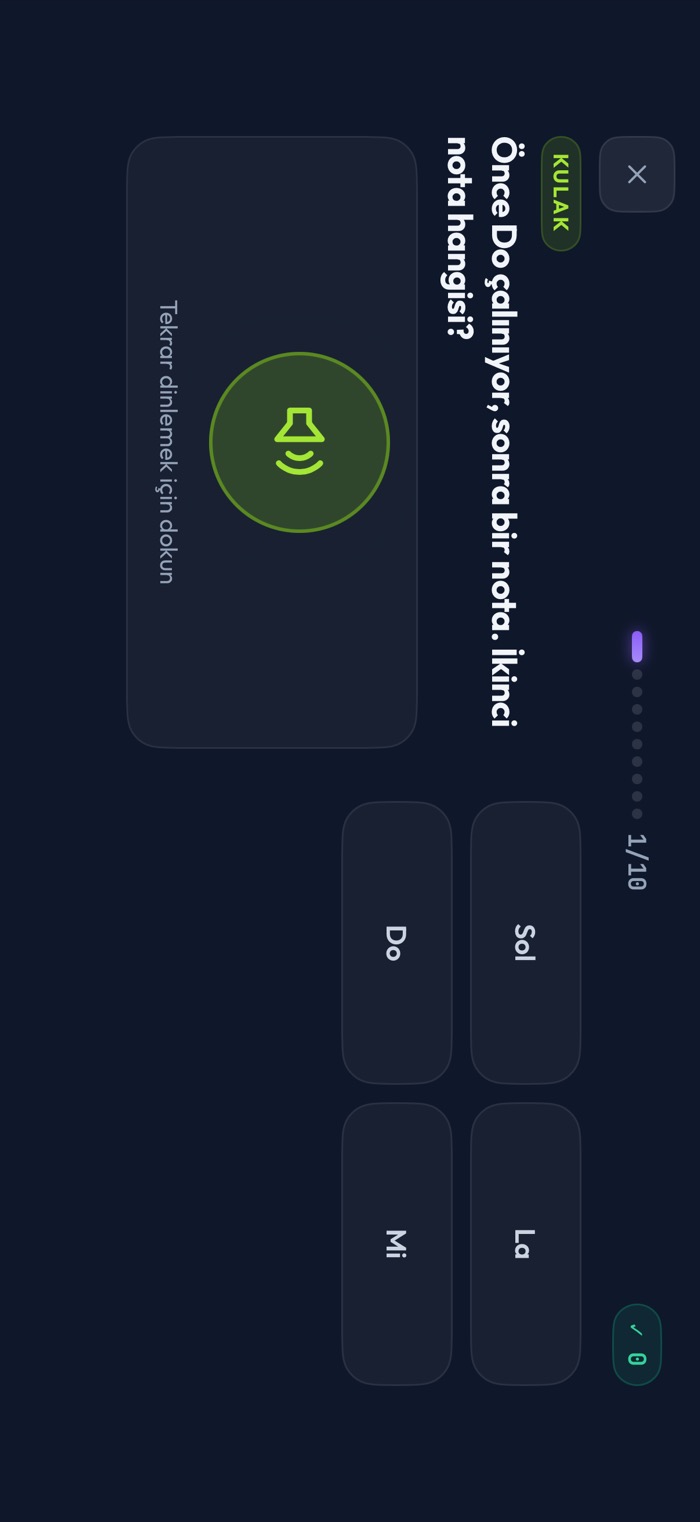 1/10
✓ 0
KULAK
Önce Do çalınıyor, sonra bir nota. İkinci
nota hangisi?
Tekrar dinlemek için dokun
Sol
La
Do
Mi